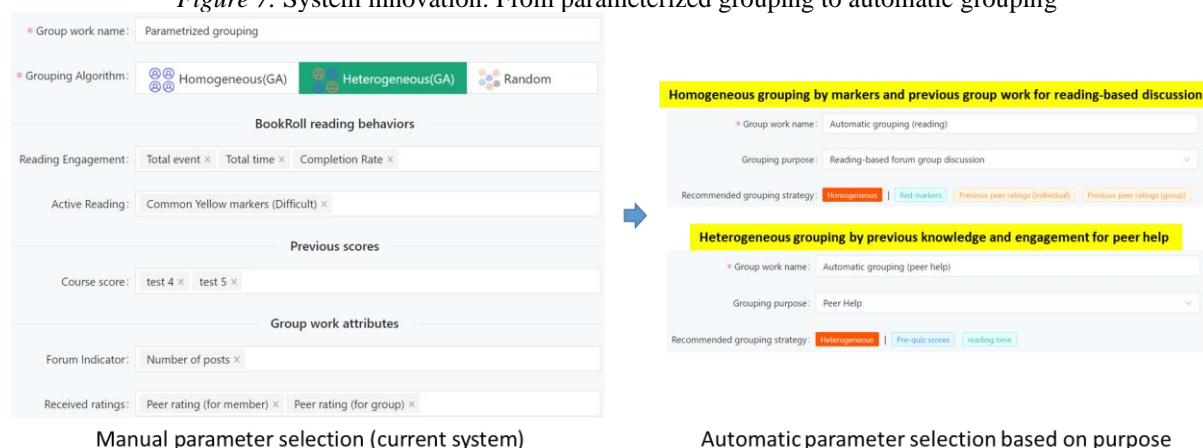 Figure 7. System innovation: From parameterized grouping to automatic grouping
* Group work name: Parametrized grouping
* Grouping Algorithm: Homogeneous(GA) Heterogeneous(GA) Random
BookRoll reading behaviors
Reading Engagement: Total event × Total time × Completion Rate ×
Active Reading: Common Yellow markers (Difficult) ×
Previous scores
Course score: test 4 × test 5 ×
Group work attributes
Forum Indicator: Number of posts ×
Received ratings: Peer rating (for member) × Peer rating (for group) ×
Manual parameter selection (current system)
Homogeneous grouping by markers and previous group work for reading-based discussion
* Group work name: Automatic grouping (reading)
Grouping purpose: Reading-based forum group discussion
Recommended grouping strategy: Homogeneous | Red markers Previous peer ratings (individual) Previous peer ratings (group)
Heterogeneous grouping by previous knowledge and engagement for peer help
* Group work name: Automatic grouping (peer help)
Grouping purpose: Peer Help
Recommended grouping strategy: Heterogeneous | Pre-quiz scores reading time
Automatic parameter selection based on purpose